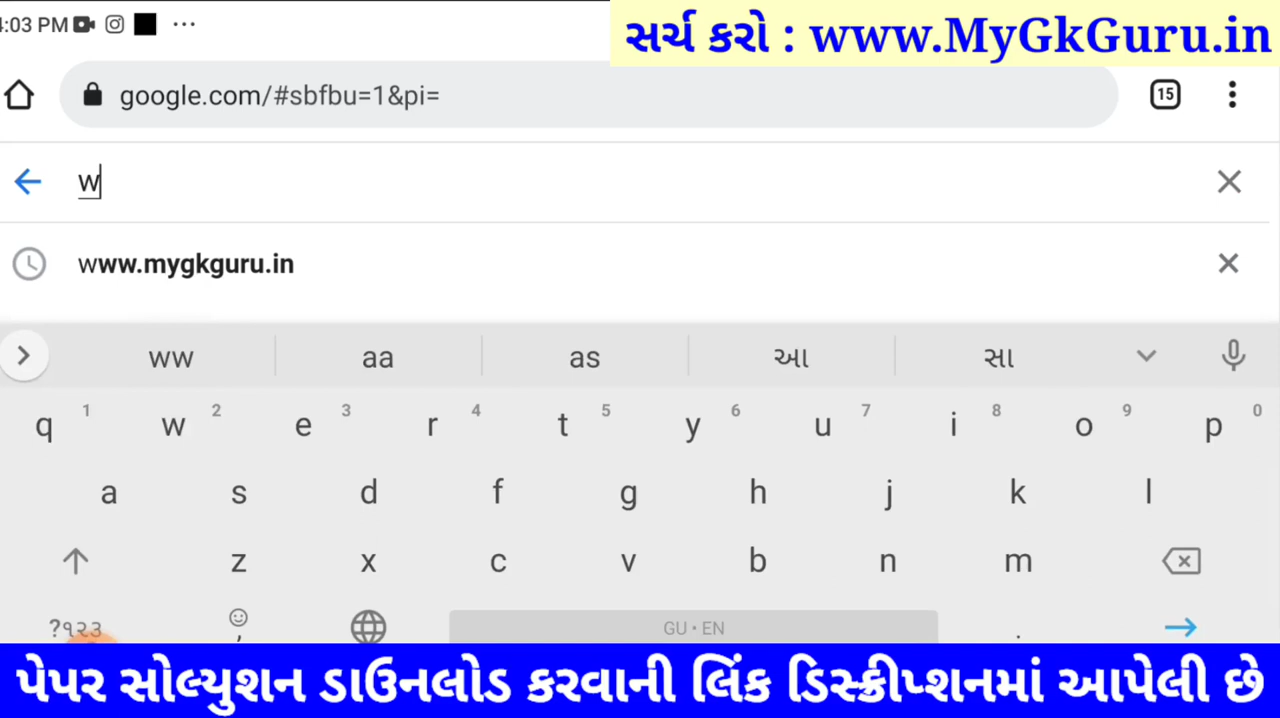 4:03 PM
સર્ચ કરો : www.MyGkGuru.in
google.com/#sbfbu=1&pi=
15
w
www.mygkguru.in
ww aa as આ સા
q 1 w 2 e 3 r 4 t 5 y 6 u 7 i 8 o 9 p 0
a s d f g h j k l
z x c v b n m
?૧૨૩ , GU • EN .
પેપર સોલ્યુશન ડાઉનલોડ કરવાની લિંક ડિસ્ક્રીપ્શનમાં આપેલી છે